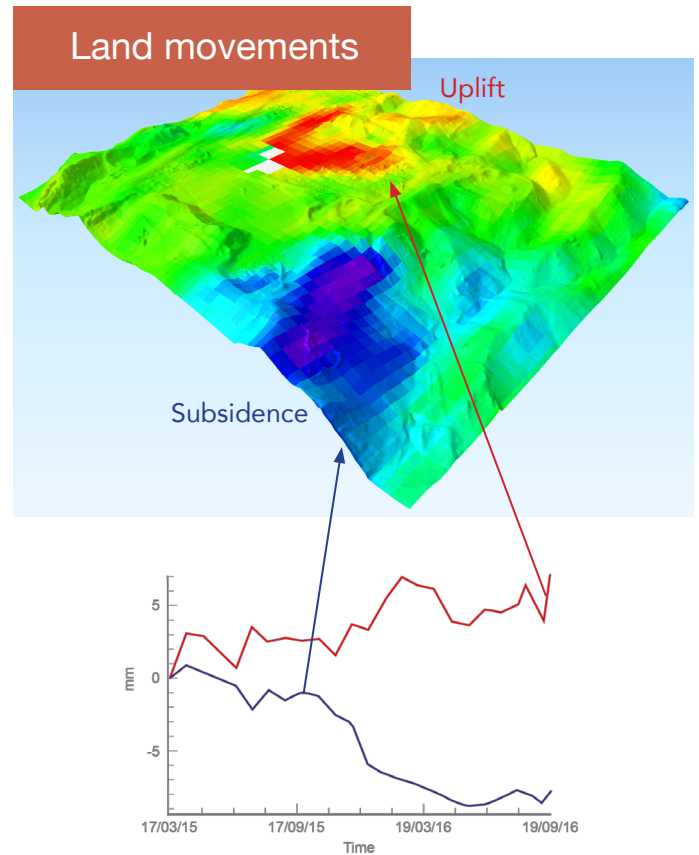 Land movements
Uplift
Subsidence
5
0
-5
mm
17/03/15 17/09/15 19/03/16 19/09/16
Time